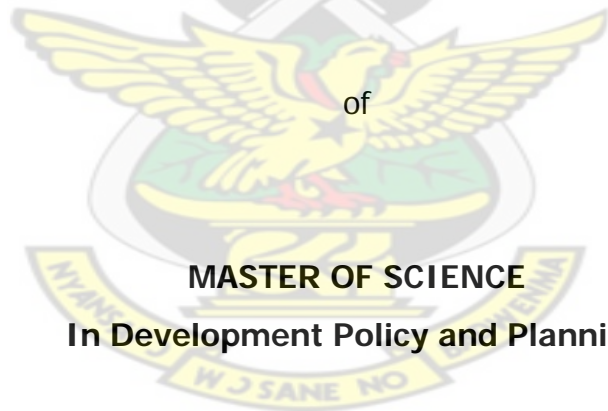 of
MASTER OF SCIENCE
In Development Policy and Planni
W Ɔ SANE NO